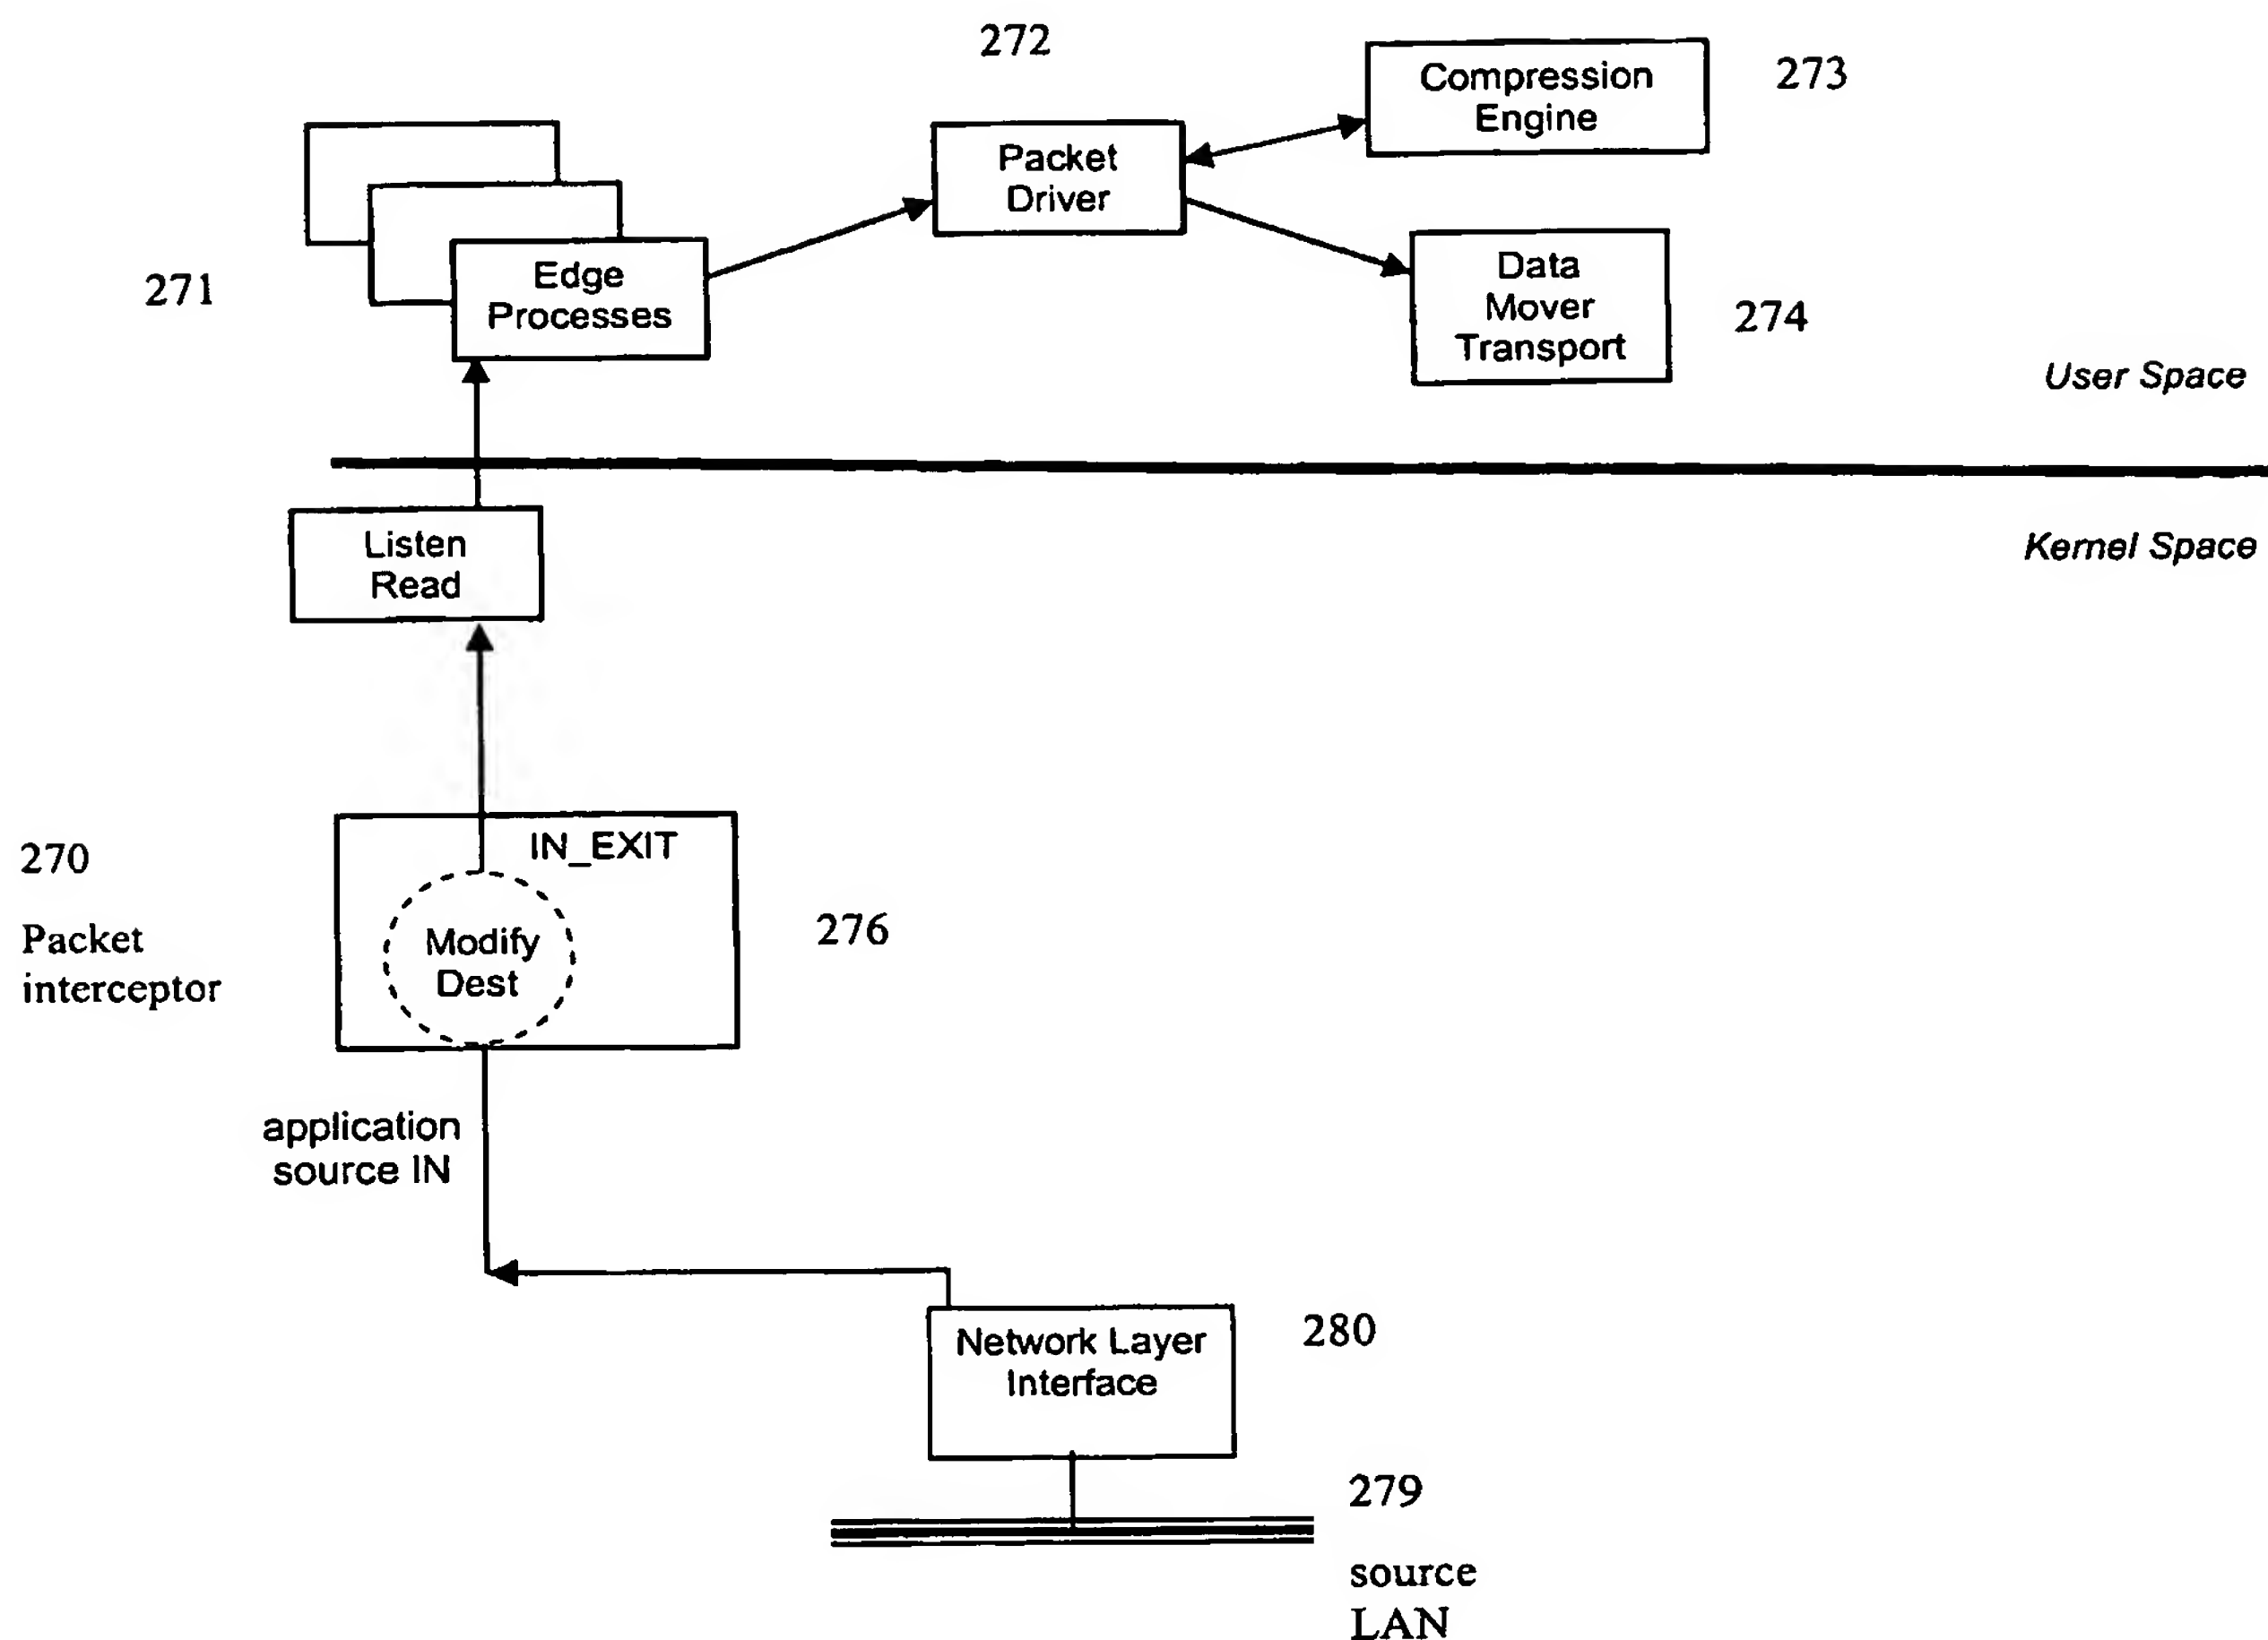 272
Compression
Engine
273
Packet
Driver
271
Edge
Processes
Data
Mover
Transport
274
User Space
Listen
Read
Kernel Space
270
Packet
interceptor
IN_EXIT
Modify
Dest
276
application
source IN
Network Layer
Interface
280
279
source
LAN